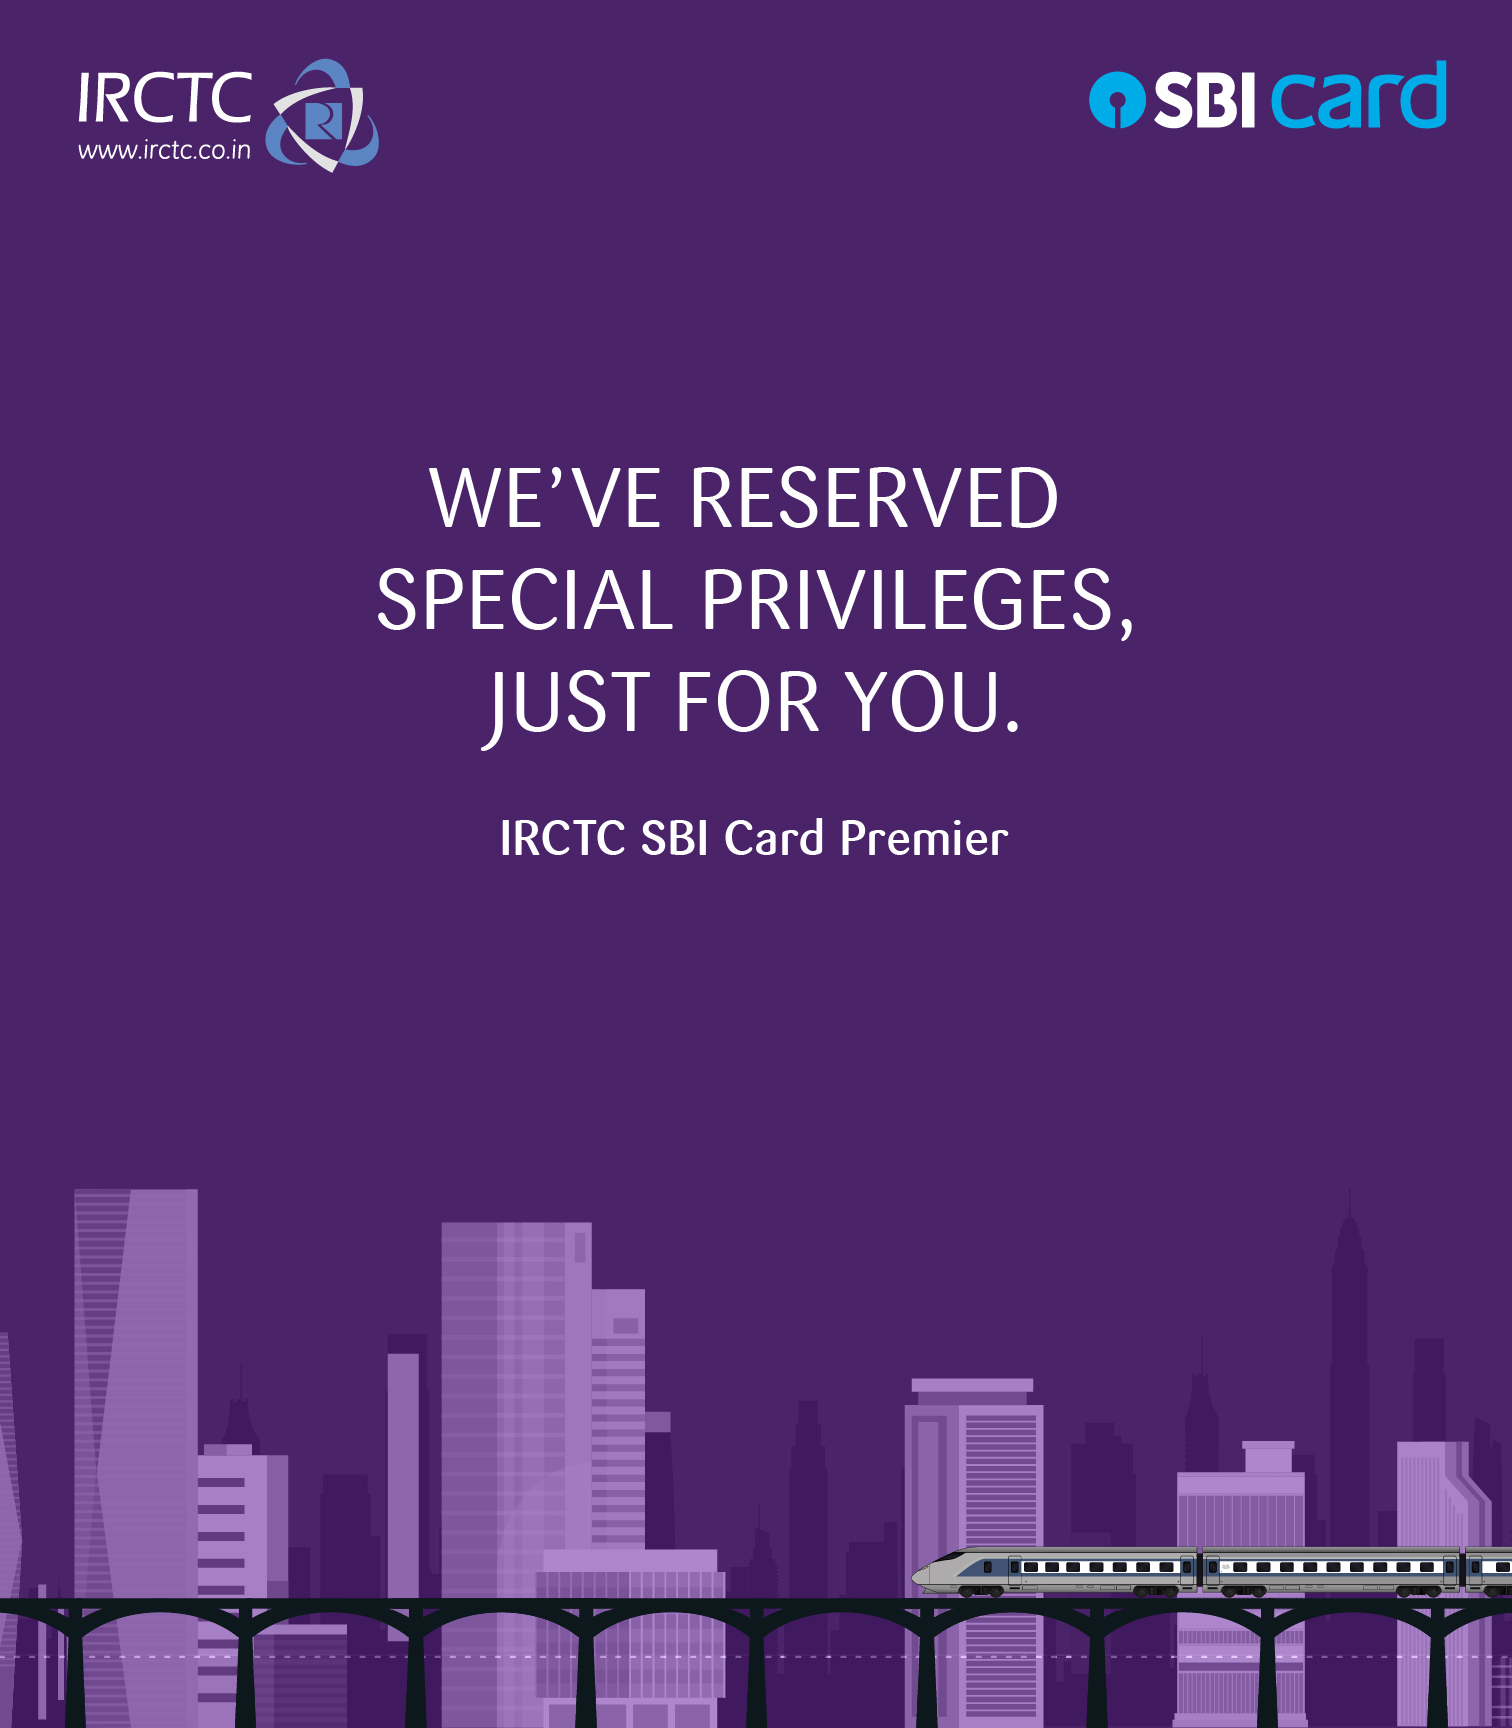 IRCTC
www.irctc.co.in
SBI card
WE’VE RESERVED
SPECIAL PRIVILEGES,
JUST FOR YOU.
IRCTC SBI Card Premier